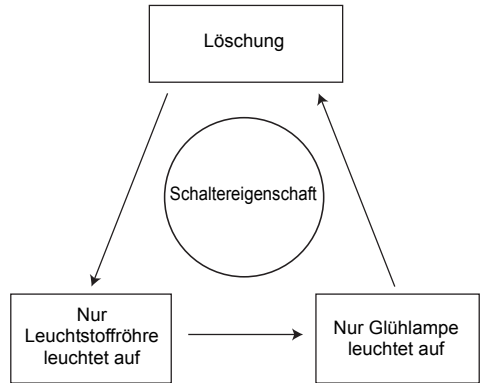 Löschung
Schaltereigenschaft
Nur
Leuchtstoffröhre
leuchtet auf
Nur Glühlampe
leuchtet auf